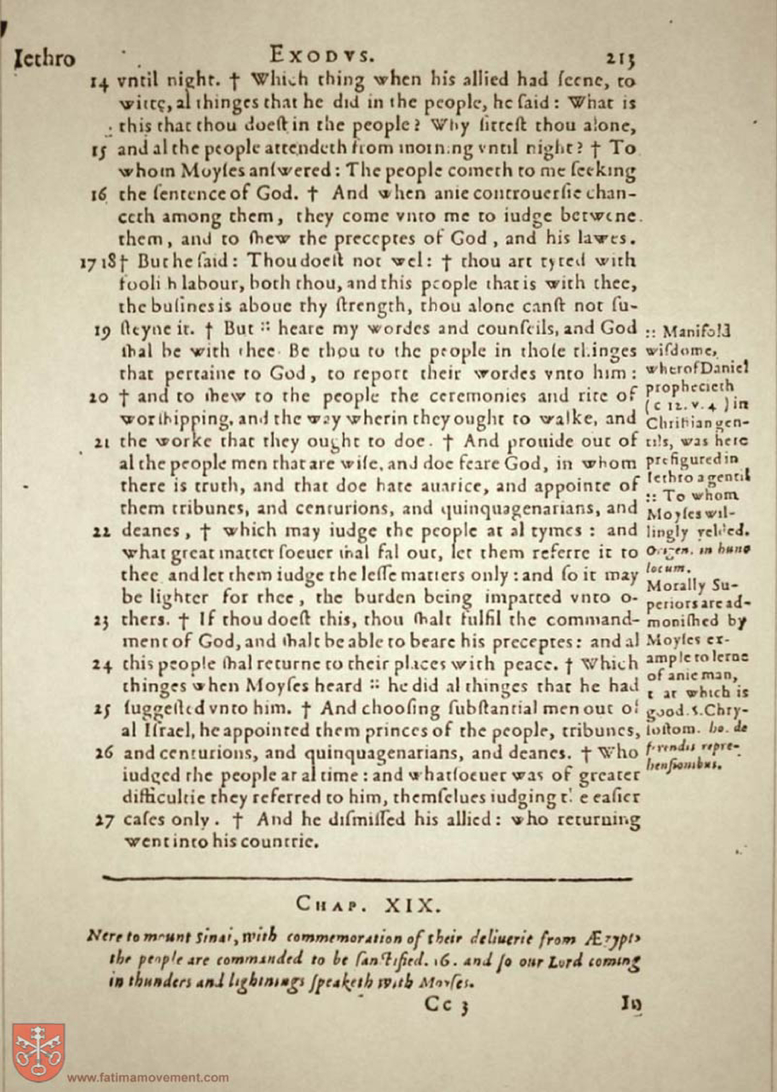 Iethro
EXODVS.
213
14 vntil night. † Which thing when his allied had ſeene, to
witte, al thinges that he did in the people, he ſaid: What is
this that thou doeſt in the people? Why ſitteſt thou alone,
15 and al the people attendeth from morning vntil night? † To
whom Moyſes anſwered: The people cometh to me ſeeking
16 the ſentence of God. † And when anie controuerſie chan-
ceth among them, they come vnto me to iudge betwene
them, and to ſhew the preceptes of God, and his lawes.
17 18 † But he ſaid: Thou doeſt not wel: † thou art tyred with
fooliſh labour, both thou, and this people that is with thee,
the buſines is aboue thy ſtrength, thou alone canſt not ſu-
19 ſteyne it. † But :: heare my wordes and counſeils, and God
ſhal be with thee. Be thou to the people in thoſe thinges
that pertaine to God, to report their wordes vnto him:
20 † and to ſhew to the people the ceremonies and rite of
worſhipping, and the way wherin they ought to walke, and
21 the worke that they ought to doe. † And prouide out of
al the people men that are wiſe, and doe feare God, in whom
there is truth, and that doe hate auarice, and appointe of
them tribunes, and centurions, and quinquagenarians, and
22 deanes, † which may iudge the people at al tymes: and
what great matter ſoeuer ſhal fal out, let them referre it to
thee and let them iudge the leſſe matters only: and ſo it may
be lighter for thee, the burden being imparted vnto o-
23 thers. † If thou doeſt this, thou ſhalt fulfil the command-
ment of God, and ſhalt be able to beare his preceptes: and al
24 this people ſhal returne to their places with peace. † Which
thinges when Moyſes heard :: he did al thinges that he had
25 ſuggeſted vnto him. † And chooſing ſubſtantial men out of
al Iſrael, he appointed them princes of the people, tribunes,
26 and centurions, and quinquagenarians, and deanes. † Who
iudged the people at al time: and whatſoeuer was of greater
difficultie they referred to him, themſelues iudging the eaſier
27 caſes only. † And he diſmiſſed his allied: who returning
went into his countrie.
:: Manifold
wiſdome,
wherof Daniel
prophecieth
(c 12. v. 4) in
Chriſtian gen-
tils, was here
prefigured in
Iethro a gentil
:: To whom
Moyſes wil-
lingly yelded.
Origen. in hunc
locum.
Morally Su-
periors are ad-
moniſhed by
Moyſes ex-
ample to lerne
of anie man,
that which is
good. S. Chry-
ſoſtom. ho. de
ferendis repre-
henſionibus.
CHAP. XIX.
Nere to mount Sinai, with commemoration of their deliuerie from Ægypt,
the people are commanded to be ſanctified. 16. and ſo our Lord coming
in thunders and lightnings ſpeaketh with Moyſes.
Cc 3
In
www.fatimamovement.com